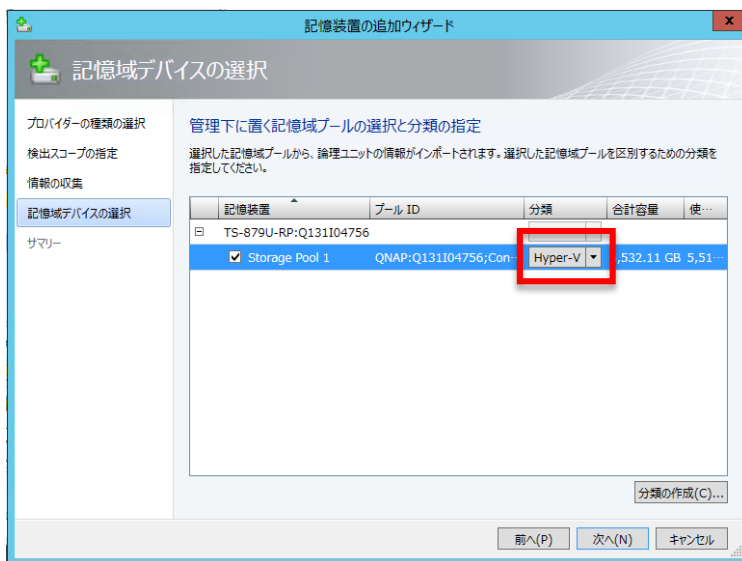 記憶装置の追加ウィザード
x
記憶域デバイスの選択
プロバイダーの種類の選択
検出スコープの指定
情報の収集
記憶域デバイスの選択
サマリー
管理下に置く記憶域プールの選択と分類の指定
選択した記憶域プールから、論理ユニットの情報がインポートされます。選択した記憶域プールを区別するための分類を
指定してください。
記憶装置 プール ID 分類 合計容量 使…
TS-879U-RP:Q131I04756
Storage Pool 1 QNAP:Q131I04756;Con… Hyper-V ,532.11 GB 5,51…
分類の作成(C)...
前へ(P) 次へ(N) キャンセル